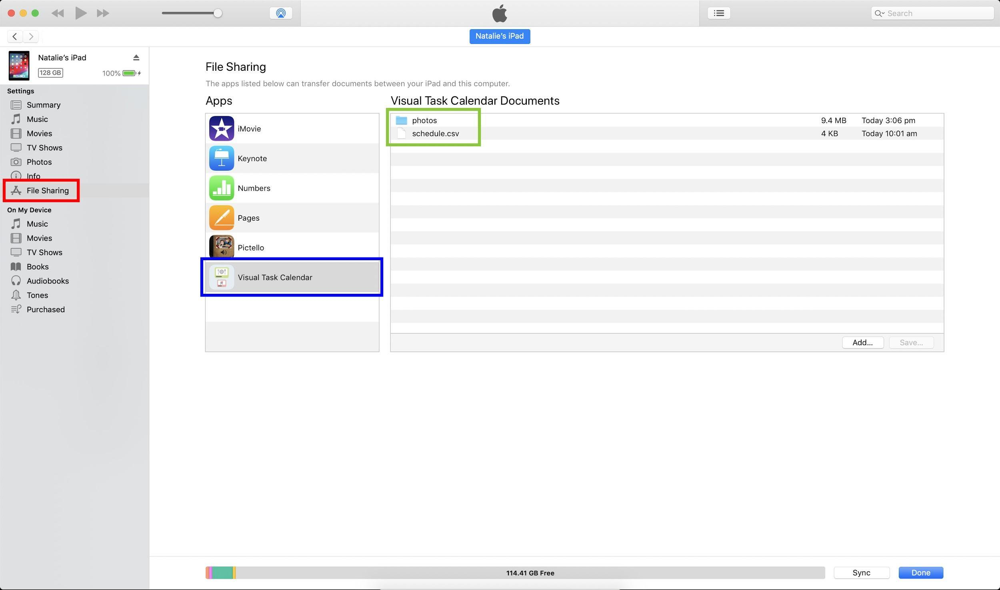 Search
Natalie's iPad
Natalie's iPad
128 GB
100%
Settings
Summary
Music
Movies
TV Shows
Photos
Info
File Sharing
On My Device
Music
Movies
TV Shows
Books
Audiobooks
Tones
Purchased
File Sharing
The apps listed below can transfer documents between your iPad and this computer.
Apps
iMovie
Keynote
Numbers
Pages
Pictello
Visual Task Calendar
Visual Task Calendar Documents
photos 9.4 MB Today 3:06 pm
schedule.csv 4 KB Today 10:01 am
Add... Save...
114.41 GB Free
Sync Done